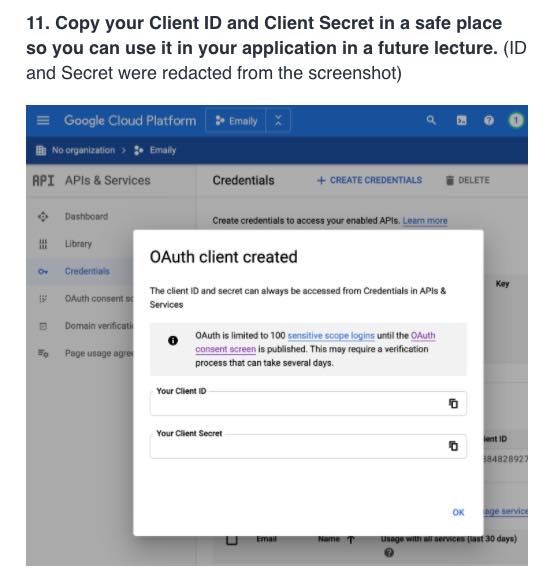 11. Copy your Client ID and Client Secret in a safe place
so you can use it in your application in a future lecture. (ID
and Secret were redacted from the screenshot)
Google Cloud Platform
Emaily
1
No organization > Emaily
API APIs & Services
Credentials
+ CREATE CREDENTIALS
DELETE
Dashboard
Create credentials to access your enabled APIs. Learn more
Library
Credentials
OAuth consent sc
Domain verificati
Page usage agree
Key
OAuth client created
The client ID and secret can always be accessed from Credentials in APIs &
Services
OAuth is limited to 100 sensitive scope logins until the OAuth
consent screen is published. This may require a verification
process that can take several days.
Your Client ID
Your Client Secret
OK
ient ID
84828927
age service
Email
Name
Usage with all services (last 30 days)